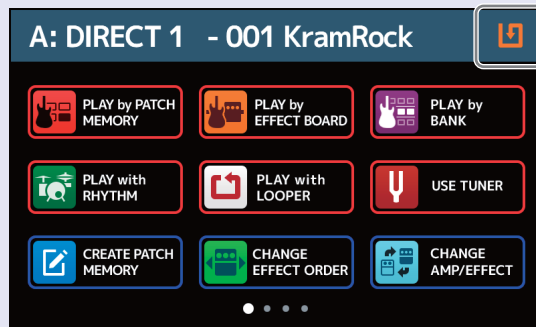 A: DIRECT 1 - 001 KramRock
PLAY by PATCH
MEMORY
PLAY by
EFFECT BOARD
PLAY by
BANK
PLAY with
RHYTHM
PLAY with
LOOPER
USE TUNER
CREATE PATCH
MEMORY
CHANGE
EFFECT ORDER
CHANGE
AMP/EFFECT